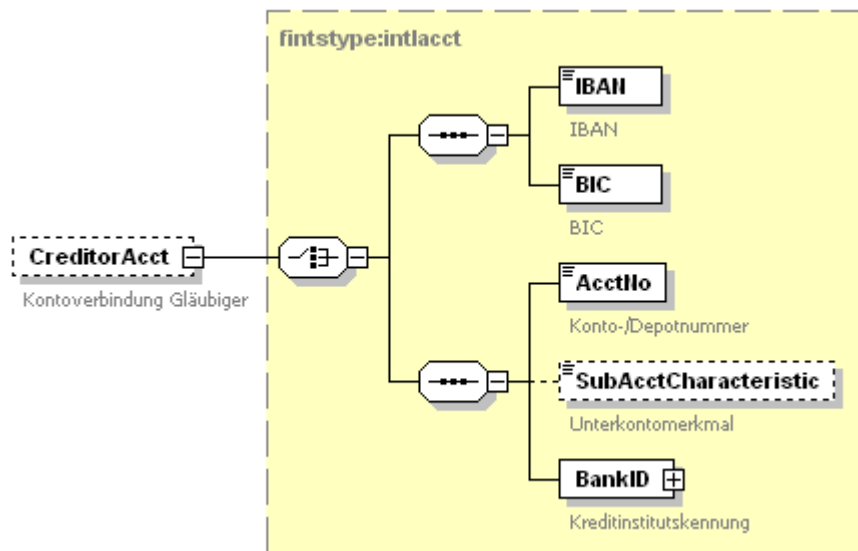 fintstype:intlacct
IBAN
IBAN
BIC
BIC
CreditorAcct
Kontoverbindung Gläubiger
AcctNo
Konto-/Depotnummer
SubAcctCharacteristic
Unterkontomerkmal
BankID
Kreditinstitutskennung